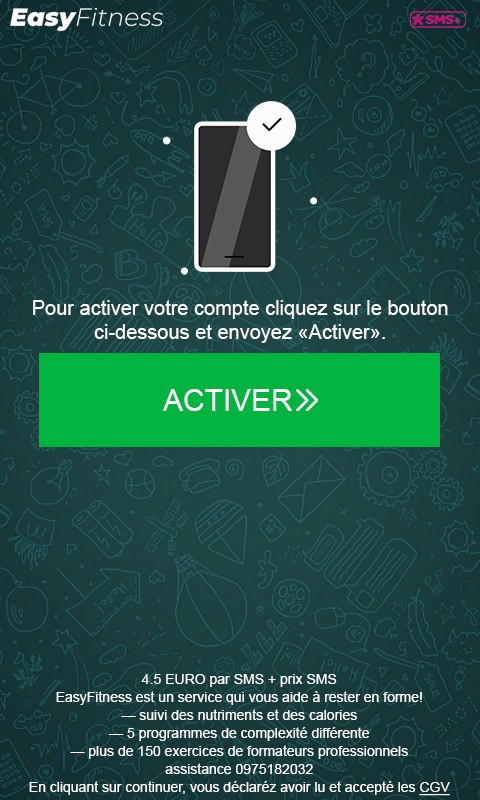 EasyFitness
SMS+
Hello
Pour activer votre compte cliquez sur le bouton
ci-dessous et envoyez «Activer».
ACTIVER
4.5 EURO par SMS + prix SMS
EasyFitness est un service qui vous aide à rester en forme!
— suivi des nutriments et des calories
— 5 programmes de complexité différente
— plus de 150 exercices de formateurs professionnels
assistance 0975182032
En cliquant sur continuer, vous déclaréz avoir lu et accepté les CGV